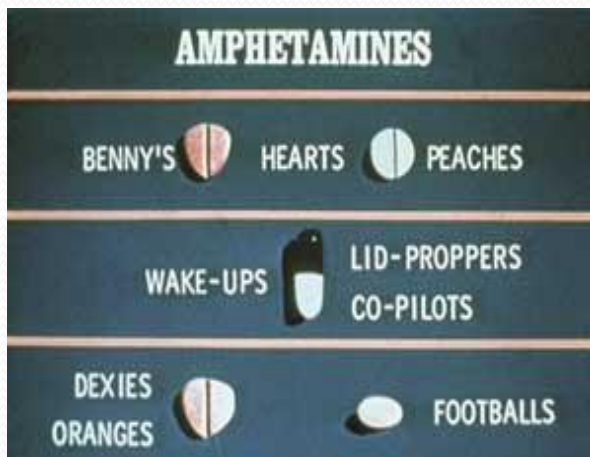 AMPHETAMINES
BENNY'S HEARTS PEACHES
WAKE-UPS
LID-PROPPERS
CO-PILOTS
DEXIES
ORANGES
FOOTBALLS